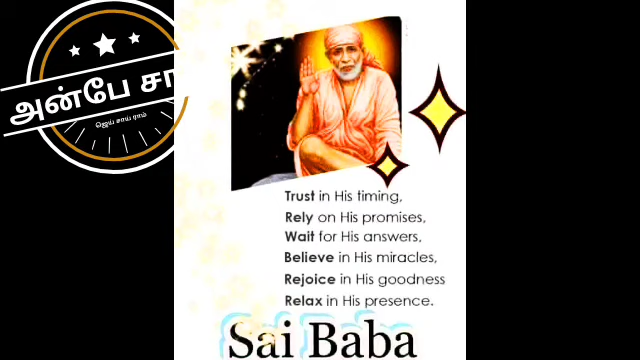 அன்பே சா
ஜெய் சாய் ராம்
Trust in His timing,
Rely on His promises,
Wait for His answers,
Believe in His miracles,
Rejoice in His goodness
Relax in His presence.
Sai Baba